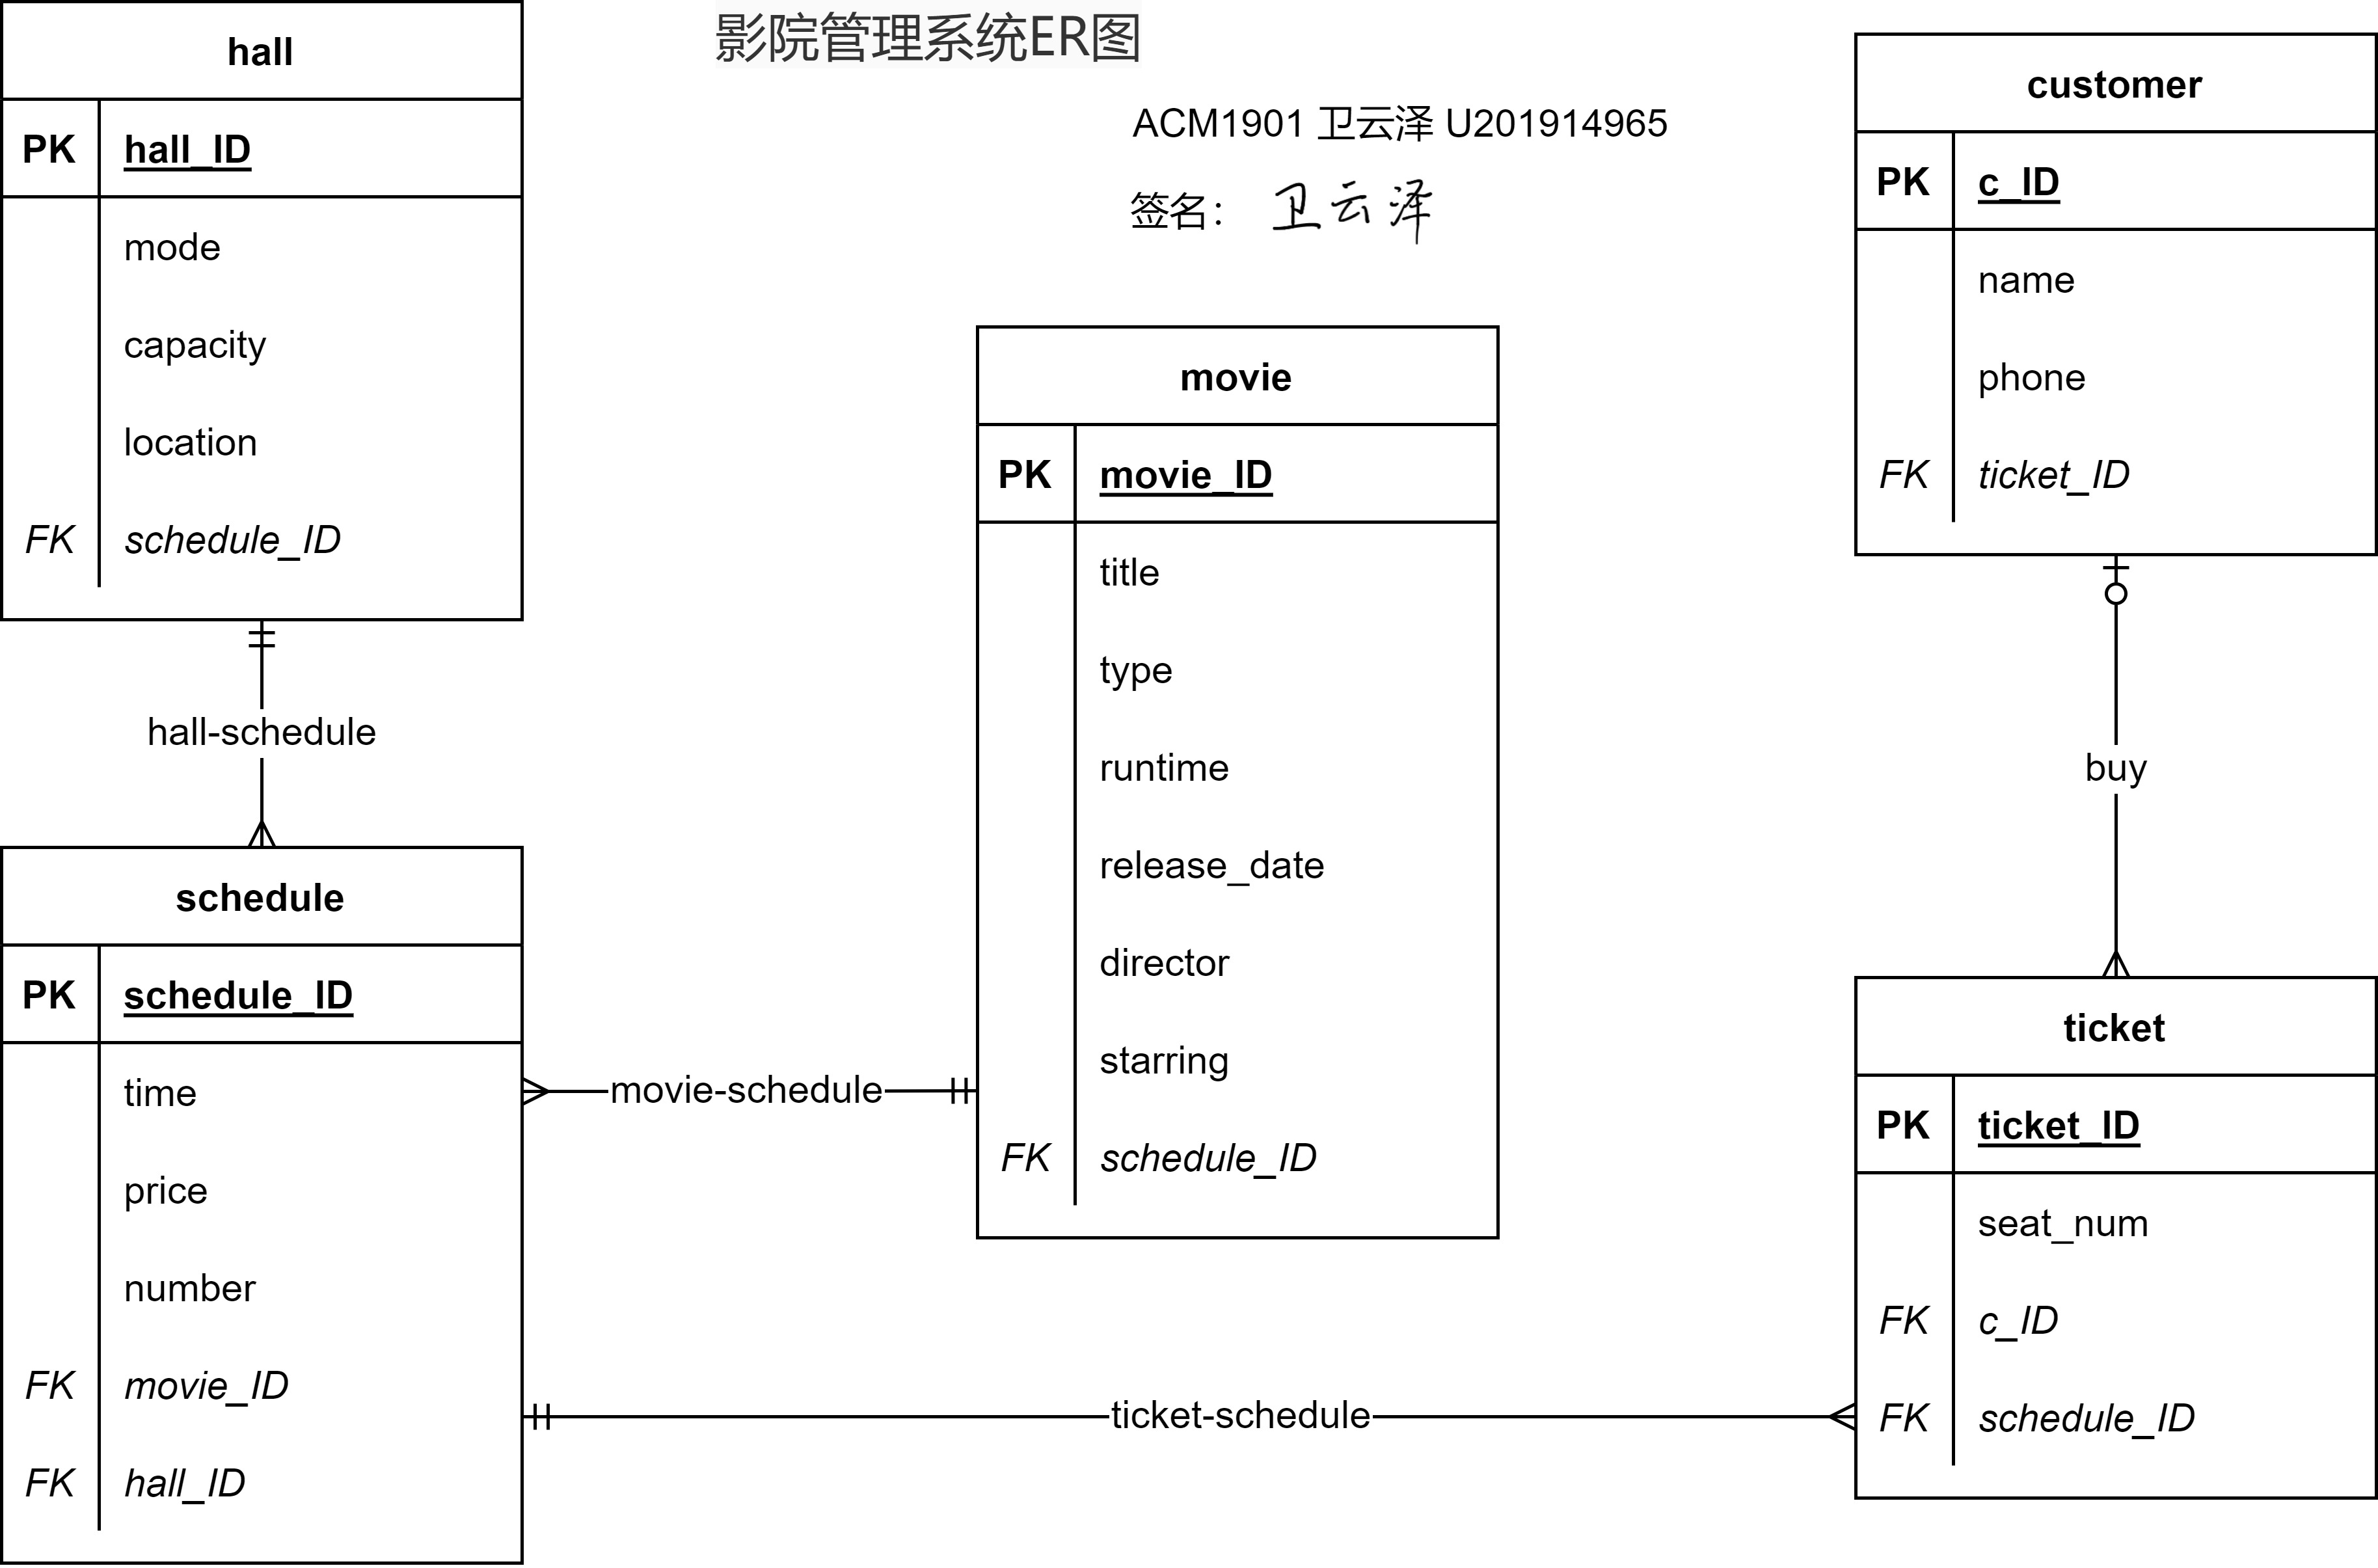 影院管理系统ER图
ACM1901 卫云泽 U201914965
签名： 卫云泽
hall
PK hall_ID
mode
capacity
location
FK schedule_ID
hall-schedule
schedule
PK schedule_ID
time
price
number
FK movie_ID
FK hall_ID
movie-schedule
movie
PK movie_ID
title
type
runtime
release_date
director
starring
FK schedule_ID
ticket-schedule
customer
PK c_ID
name
phone
FK ticket_ID
buy
ticket
PK ticket_ID
seat_num
FK c_ID
FK schedule_ID